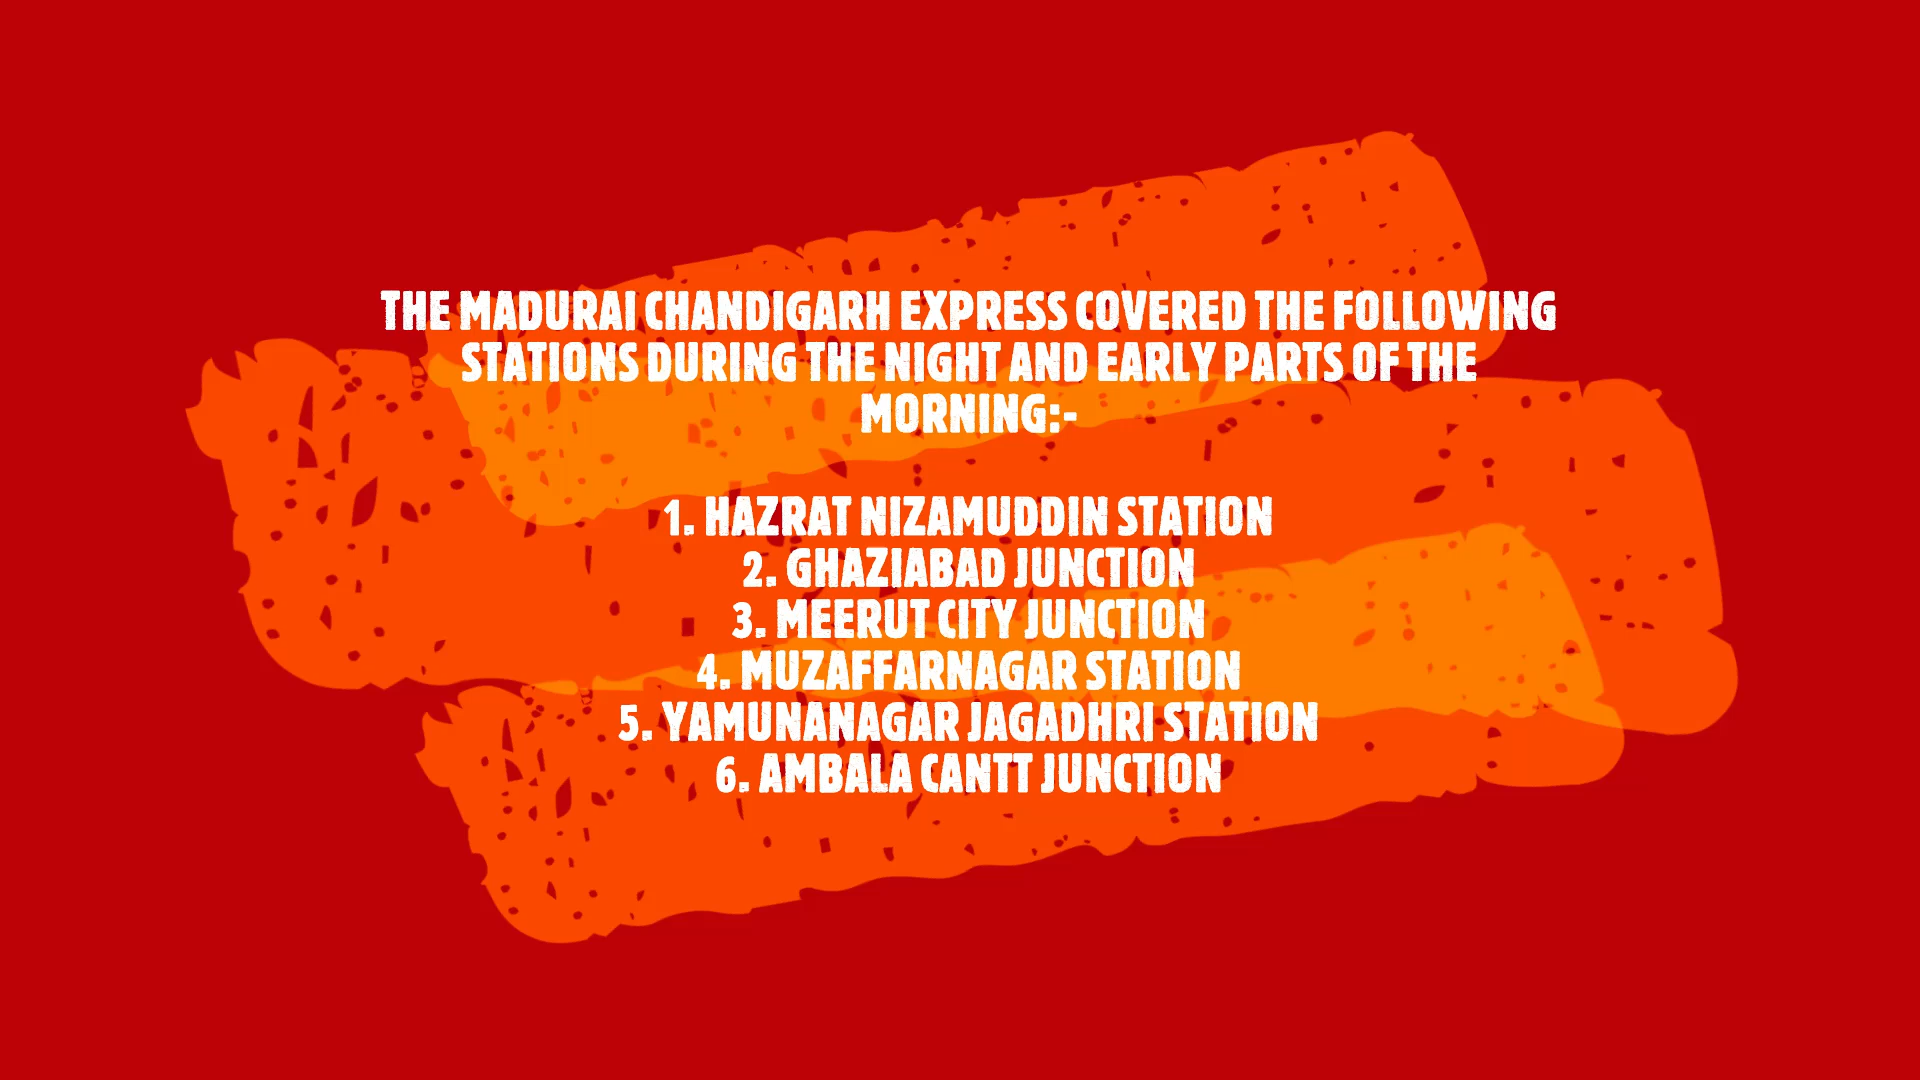 THE MADURAI CHANDIGARH EXPRESS COVERED THE FOLLOWING
STATIONS DURING THE NIGHT AND EARLY PARTS OF THE
MORNING:-
1. HAZRAT NIZAMUDDIN STATION
2. GHAZIABAD JUNCTION
3. MEERUT CITY JUNCTION
4. MUZAFFARNAGAR STATION
5. YAMUNANAGAR JAGADHRI STATION
6. AMBALA CANTT JUNCTION